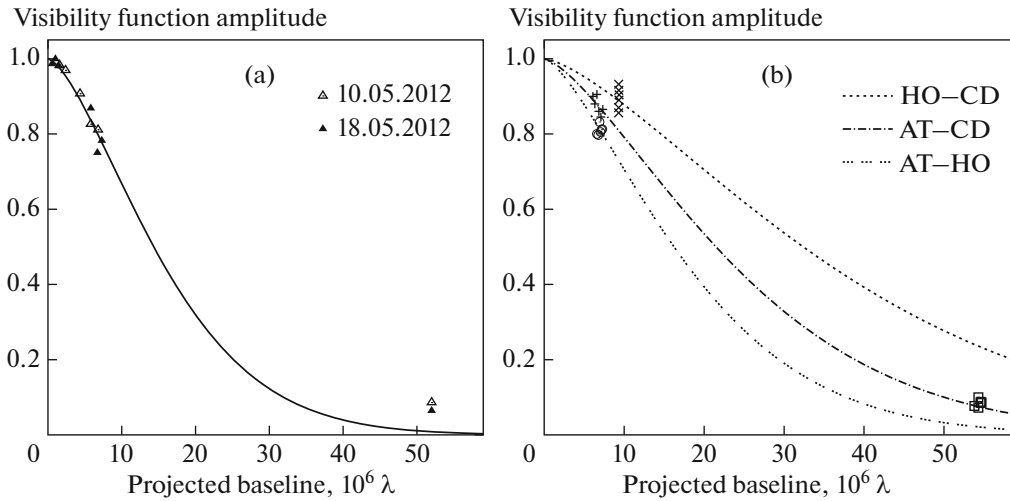 Visibility function amplitude
1.0
0.8
0.6
0.4
0.2
0
10
20
30
40
50
Projected baseline, 10⁶ λ
(a)
10.05.2012
18.05.2012
Visibility function amplitude
1.0
0.8
0.6
0.4
0.2
0
10
20
30
40
50
Projected baseline, 10⁶ λ
(b)
HO–CD
AT–CD
AT–HO